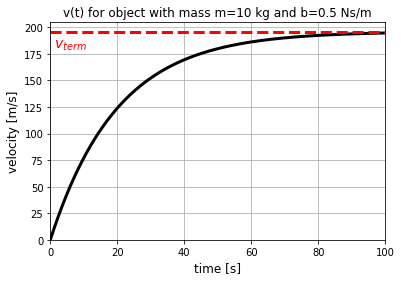 v(t) for object with mass m=10 kg and b=0.5 Ns/m
200
175
150
125
100
75
50
25
0
velocity [m/s]
v_term
0 20 40 60 80 100
time [s]